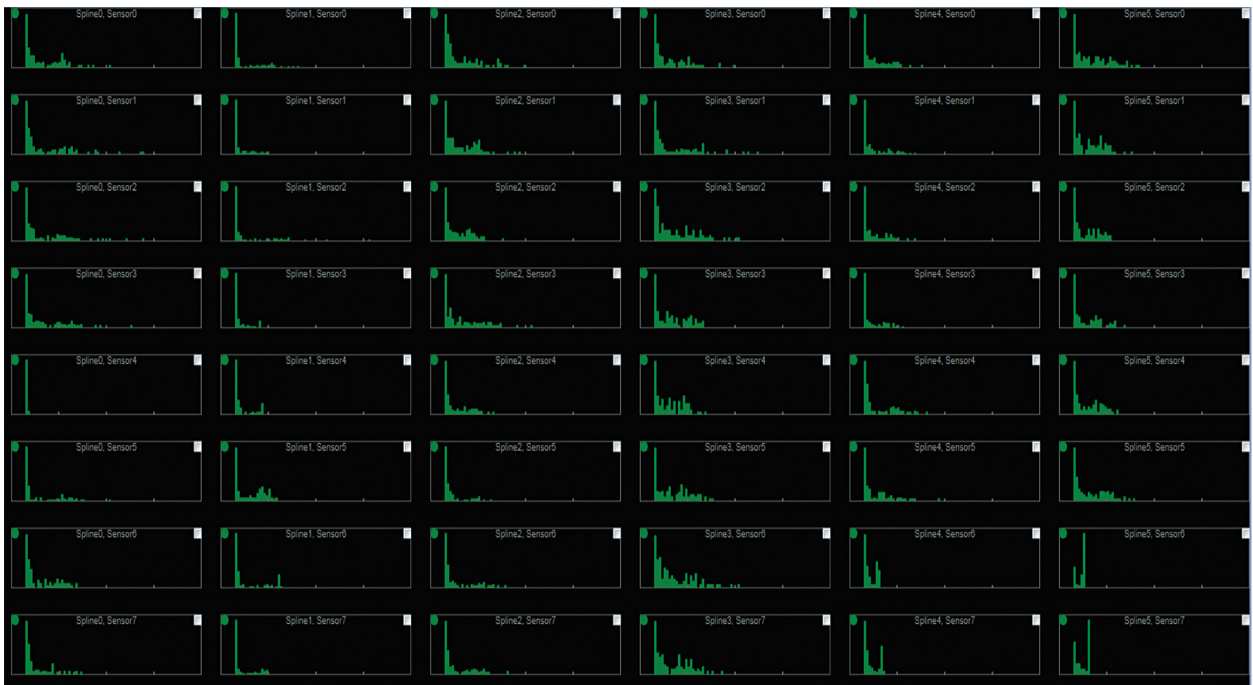 Spline0, Sensor0 Spline1, Sensor0 Spline2, Sensor0 Spline3, Sensor0 Spline4, Sensor0 Spline5, Sensor0
Spline0, Sensor1 Spline1, Sensor1 Spline2, Sensor1 Spline3, Sensor1 Spline4, Sensor1 Spline5, Sensor1
Spline0, Sensor2 Spline1, Sensor2 Spline2, Sensor2 Spline3, Sensor2 Spline4, Sensor2 Spline5, Sensor2
Spline0, Sensor3 Spline1, Sensor3 Spline2, Sensor3 Spline3, Sensor3 Spline4, Sensor3 Spline5, Sensor3
Spline0, Sensor4 Spline1, Sensor4 Spline2, Sensor4 Spline3, Sensor4 Spline4, Sensor4 Spline5, Sensor4
Spline0, Sensor5 Spline1, Sensor5 Spline2, Sensor5 Spline3, Sensor5 Spline4, Sensor5 Spline5, Sensor5
Spline0, Sensor6 Spline1, Sensor6 Spline2, Sensor6 Spline3, Sensor6 Spline4, Sensor6 Spline5, Sensor6
Spline0, Sensor7 Spline1, Sensor7 Spline2, Sensor7 Spline3, Sensor7 Spline4, Sensor7 Spline5, Sensor7